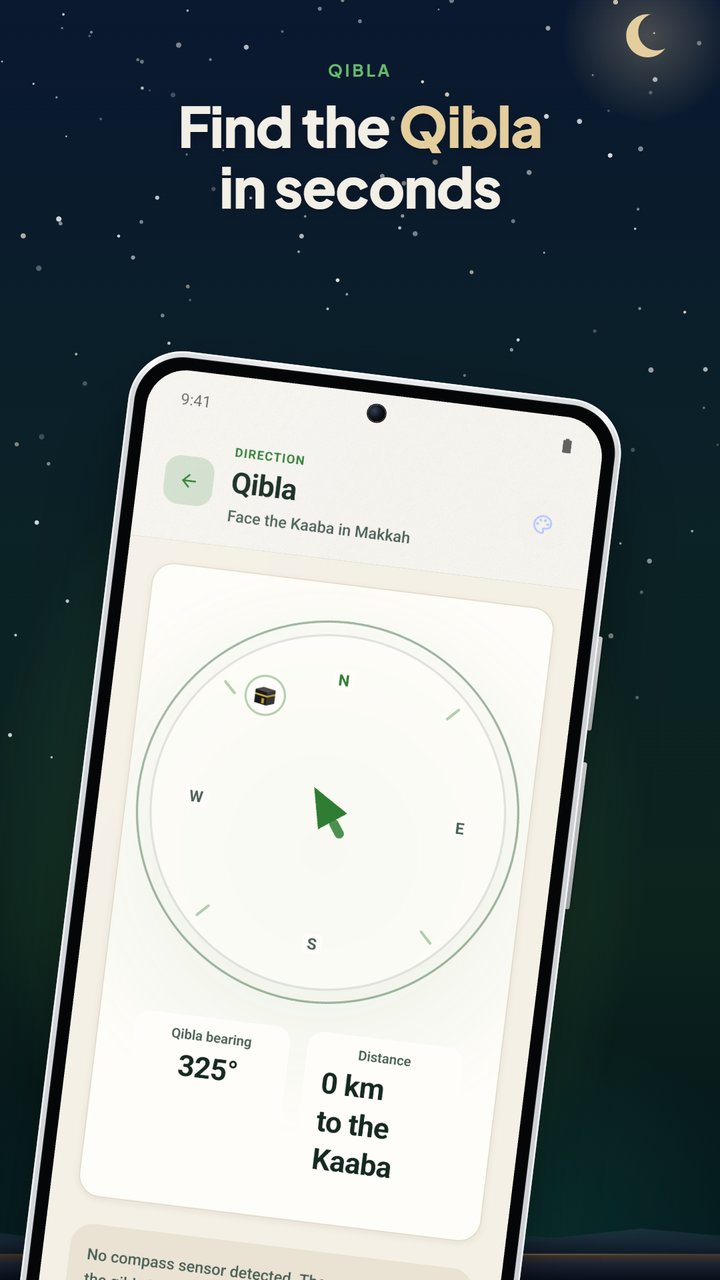 QIBLA
Find the Qibla
in seconds
9:41
DIRECTION
Qibla
Face the Kaaba in Makkah
N
W
E
S
Qibla bearing
325°
Distance
0 km
to the
Kaaba
No compass sensor detected.